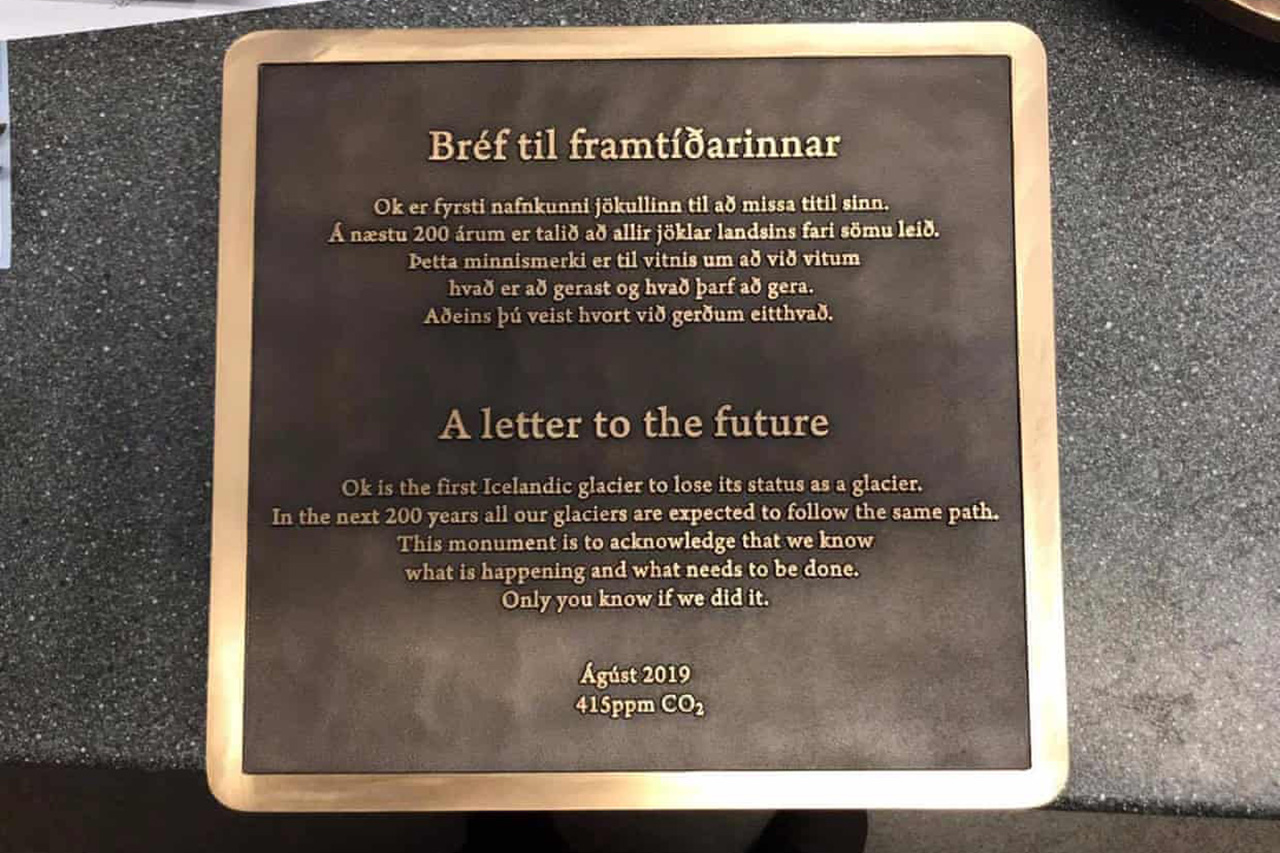 Bréf til framtíðarinnar
Ok er fyrsti nafnkunni jökullinn til að missa titil sinn.
Á næstu 200 árum er talið að allir jöklar landsins fari sömu leið.
Þetta minnismerki er til vitnis um að við vitum
hvað er að gerast og hvað þarf að gera.
Aðeins þú veist hvort við gerðum eitthvað.
A letter to the future
Ok is the first Icelandic glacier to lose its status as a glacier.
In the next 200 years all our glaciers are expected to follow the same path.
This monument is to acknowledge that we know
what is happening and what needs to be done.
Only you know if we did it.
Ágúst 2019
415ppm CO₂